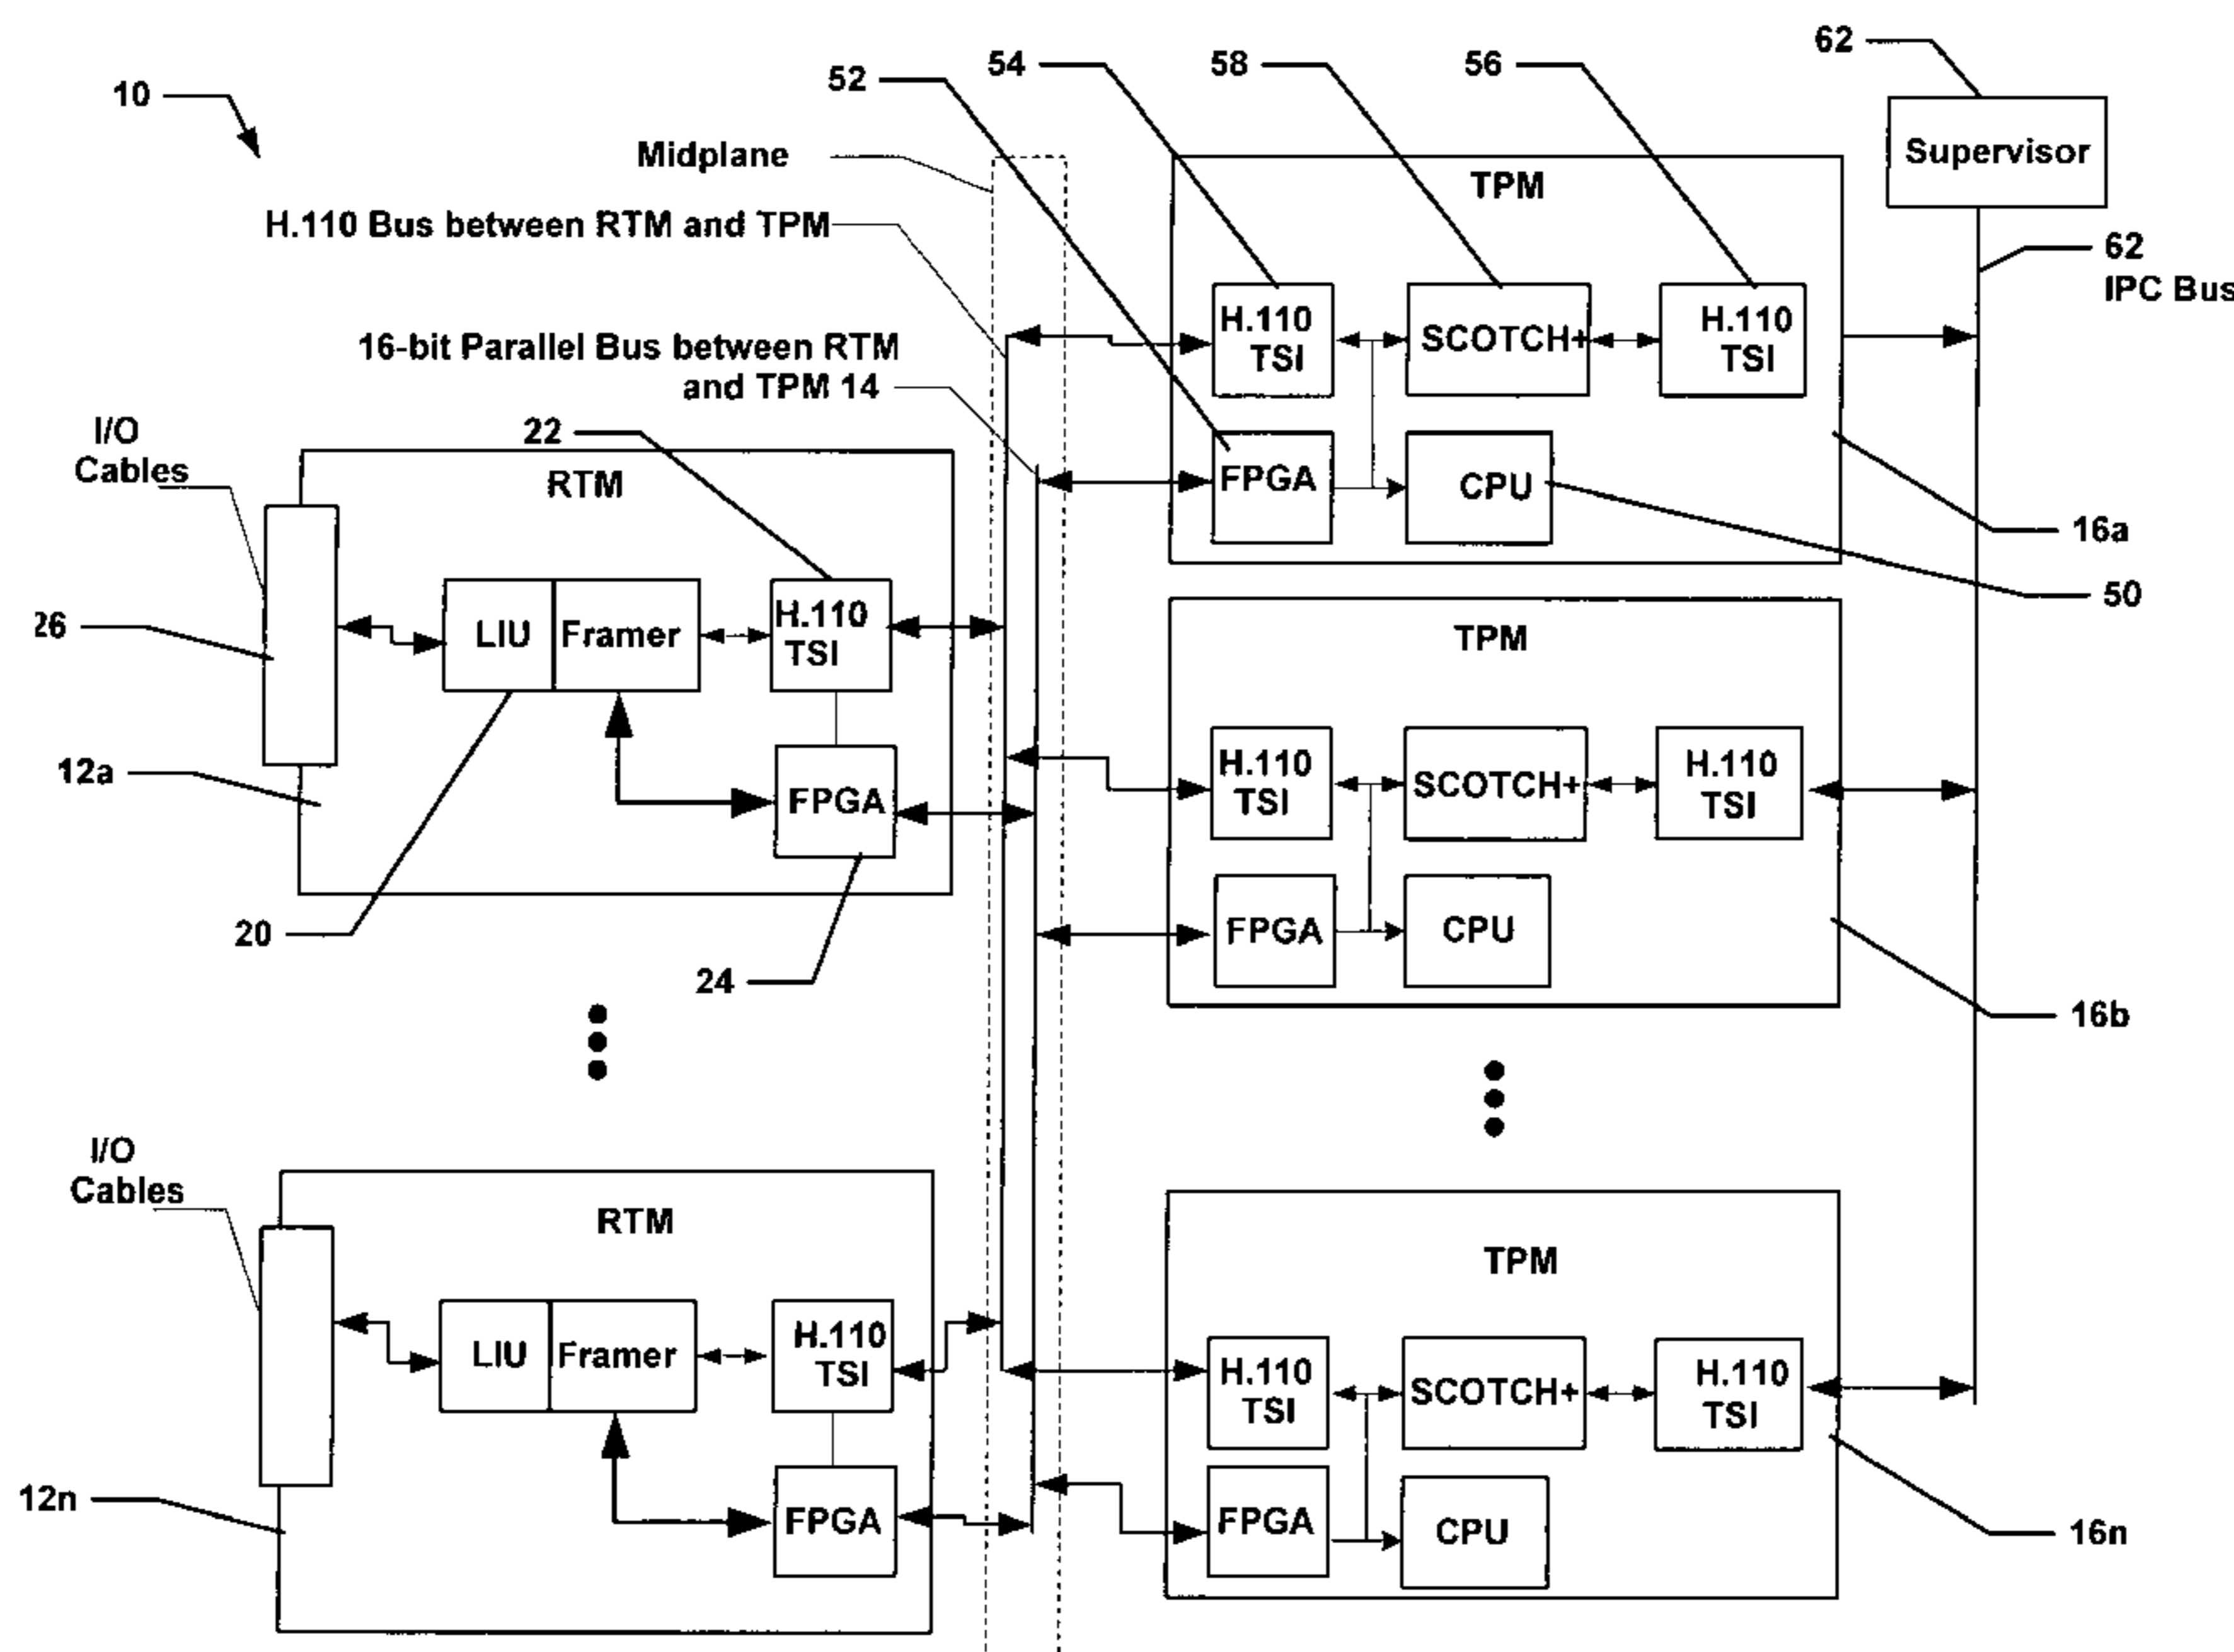 62
54
58
56
52
10
Supervisor
Midplane
TPM
H.110 Bus between RTM and TPM
62
IPC Bus
H.110
TSI
SCOTCH+
H.110
TSI
16-bit Parallel Bus between RTM
and TPM 14
I/O
Cables
22
RTM
FPGA
CPU
16a
50
26
LIU
Framer
H.110
TSI
TPM
12a
FPGA
H.110
TSI
SCOTCH+
H.110
TSI
20
24
FPGA
CPU
16b
I/O
Cables
RTM
TPM
LIU
Framer
H.110
TSI
H.110
TSI
SCOTCH+
H.110
TSI
12n
FPGA
FPGA
CPU
16n